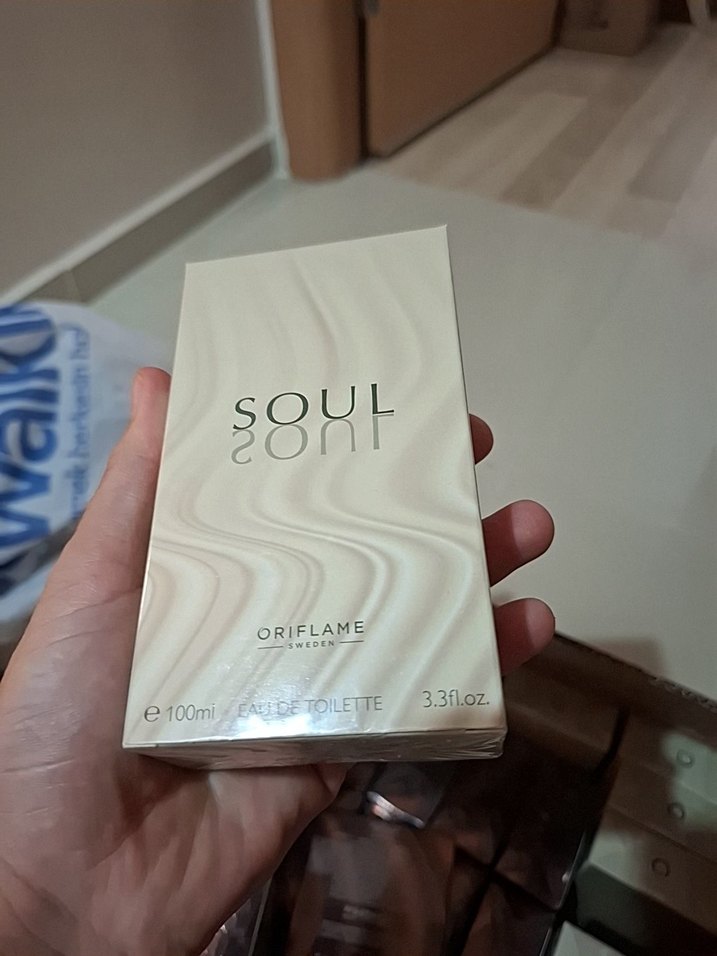 SOUL
SOUL
ORIFLAME
SWEDEN
℮ 100ml EAU DE TOILETTE 3.3fl.oz.